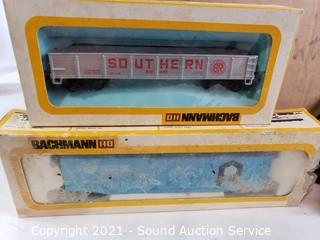 SOUTHERN
BACHMANN HO
BACHMANN HO
Copyright 2021 - Sound Auction Service